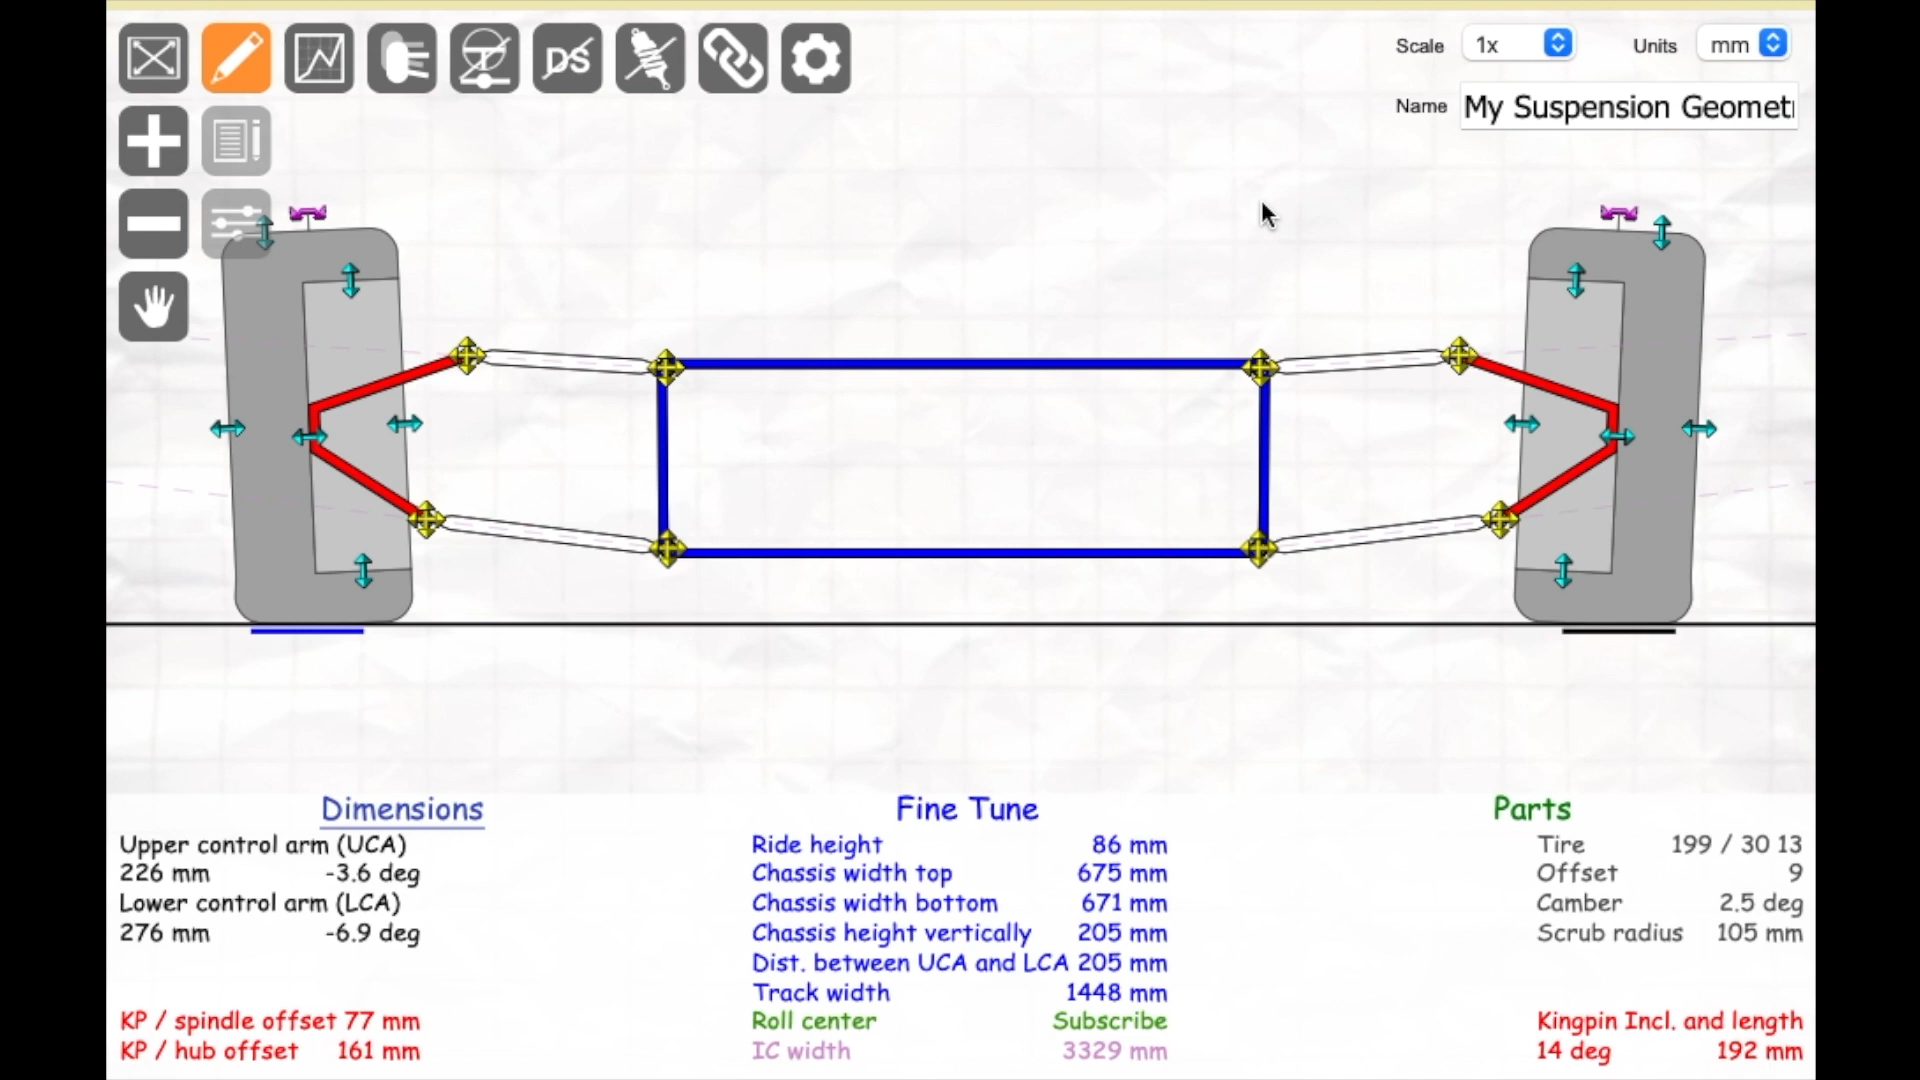 Scale 1x Units mm
DS
Name My Suspension Geomet
Dimensions
Upper control arm (UCA)
226 mm -3.6 deg
Lower control arm (LCA)
276 mm -6.9 deg
KP / spindle offset 77 mm
KP / hub offset 161 mm
Fine Tune
Ride height 86 mm
Chassis width top 675 mm
Chassis width bottom 671 mm
Chassis height vertically 205 mm
Dist. between UCA and LCA 205 mm
Track width 1448 mm
Roll center Subscribe
IC width 3329 mm
Parts
Tire 199 / 30 13
Offset 9
Camber 2.5 deg
Scrub radius 105 mm
Kingpin Incl. and length
14 deg 192 mm